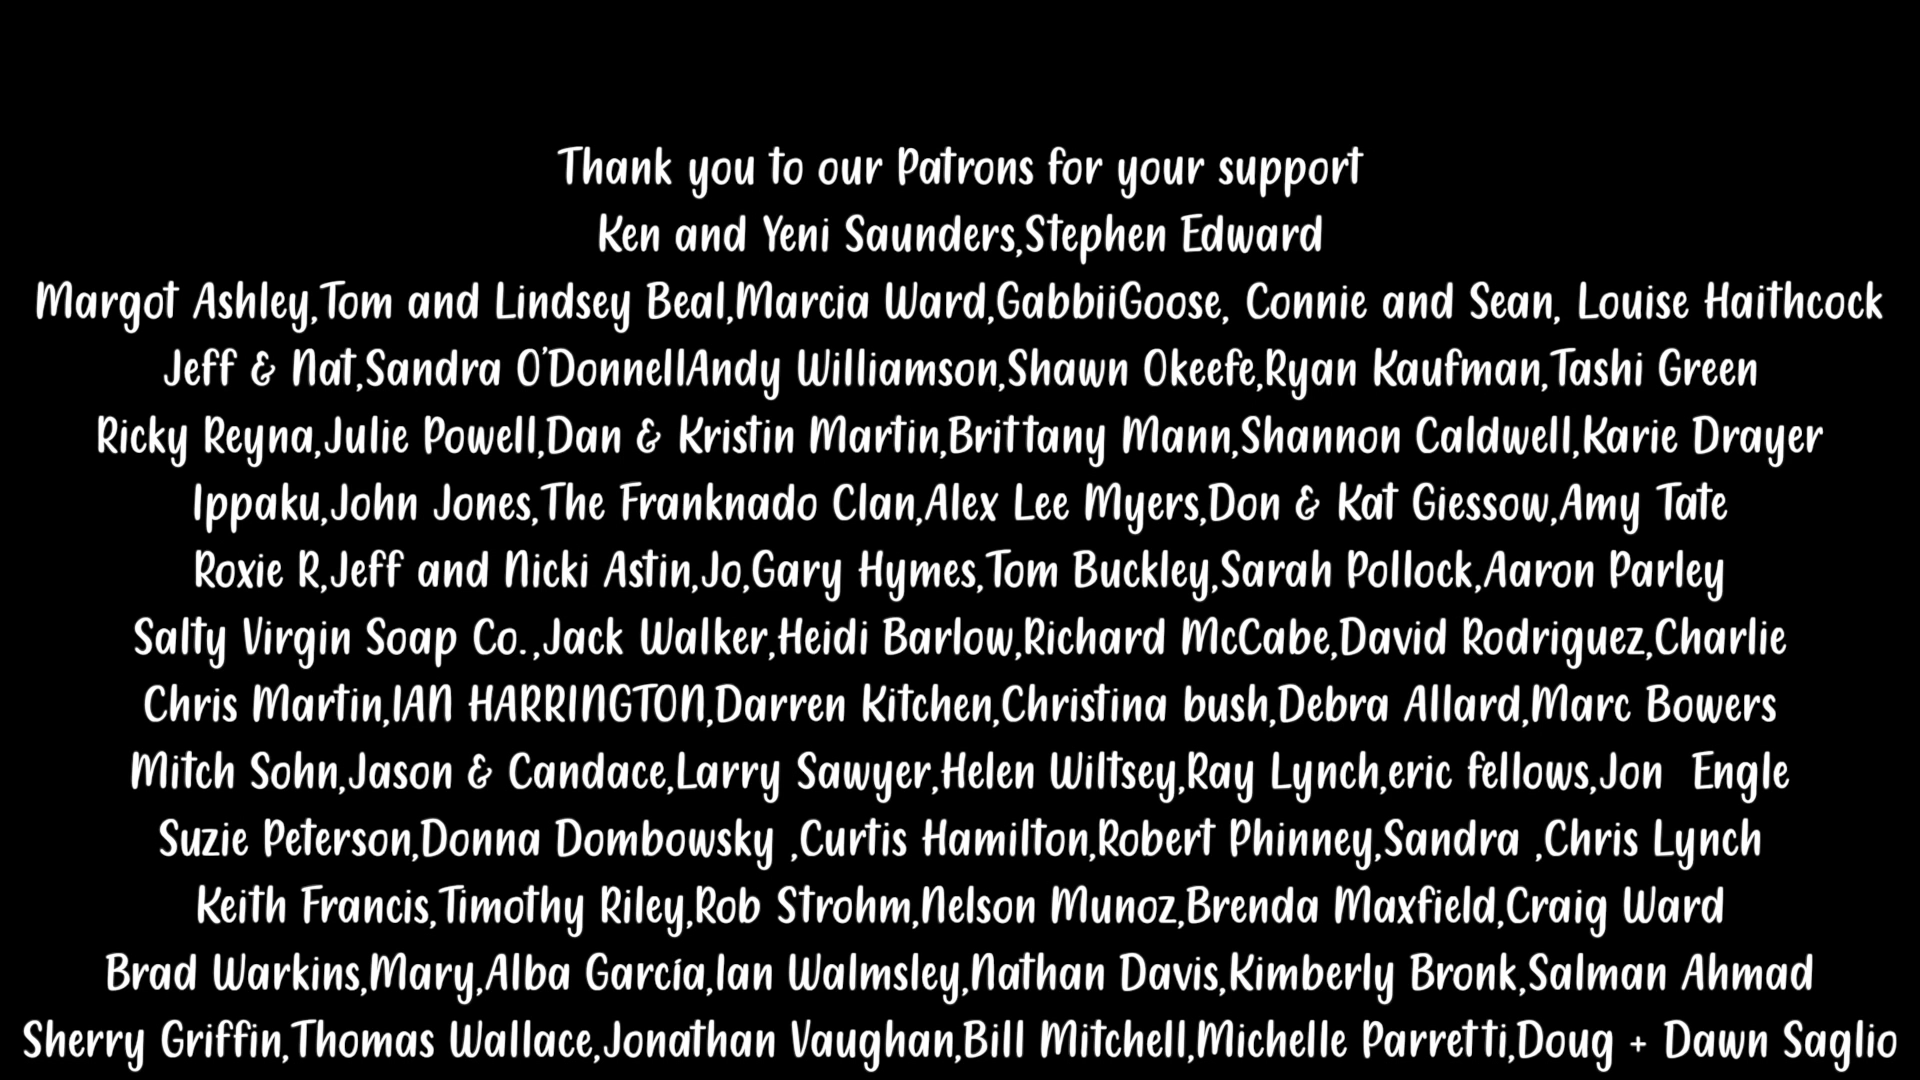 Thank you to our Patrons for your support
Ken and Yeni Saunders,Stephen Edward
Margot Ashley,Tom and Lindsey Beal,Marcia Ward,GabbiiGoose, Connie and Sean, Louise Haithcock
Jeff & Nat,Sandra O'DonnellAndy Williamson,Shawn Okeefe,Ryan Kaufman,Tashi Green
Ricky Reyna,Julie Powell,Dan & Kristin Martin,Brittany Mann,Shannon Caldwell,Karie Drayer
Ippaku,John Jones,The Franknado Clan,Alex Lee Myers,Don & Kat Giessow,Amy Tate
Roxie R,Jeff and Nicki Astin,Jo,Gary Hymes,Tom Buckley,Sarah Pollock,Aaron Parley
Salty Virgin Soap Co.,Jack Walker,Heidi Barlow,Richard McCabe,David Rodriguez,Charlie
Chris Martin,IAN HARRINGTON,Darren Kitchen,Christina bush,Debra Allard,Marc Bowers
Mitch Sohn,Jason & Candace,Larry Sawyer,Helen Wiltsey,Ray Lynch,eric fellows,Jon  Engle
Suzie Peterson,Donna Dombowsky ,Curtis Hamilton,Robert Phinney,Sandra ,Chris Lynch
Keith Francis,Timothy Riley,Rob Strohm,Nelson Munoz,Brenda Maxfield,Craig Ward
Brad Warkins,Mary,Alba García,Ian Walmsley,Nathan Davis,Kimberly Bronk,Salman Ahmad
Sherry Griffin,Thomas Wallace,Jonathan Vaughan,Bill Mitchell,Michelle Parretti,Doug + Dawn Saglio